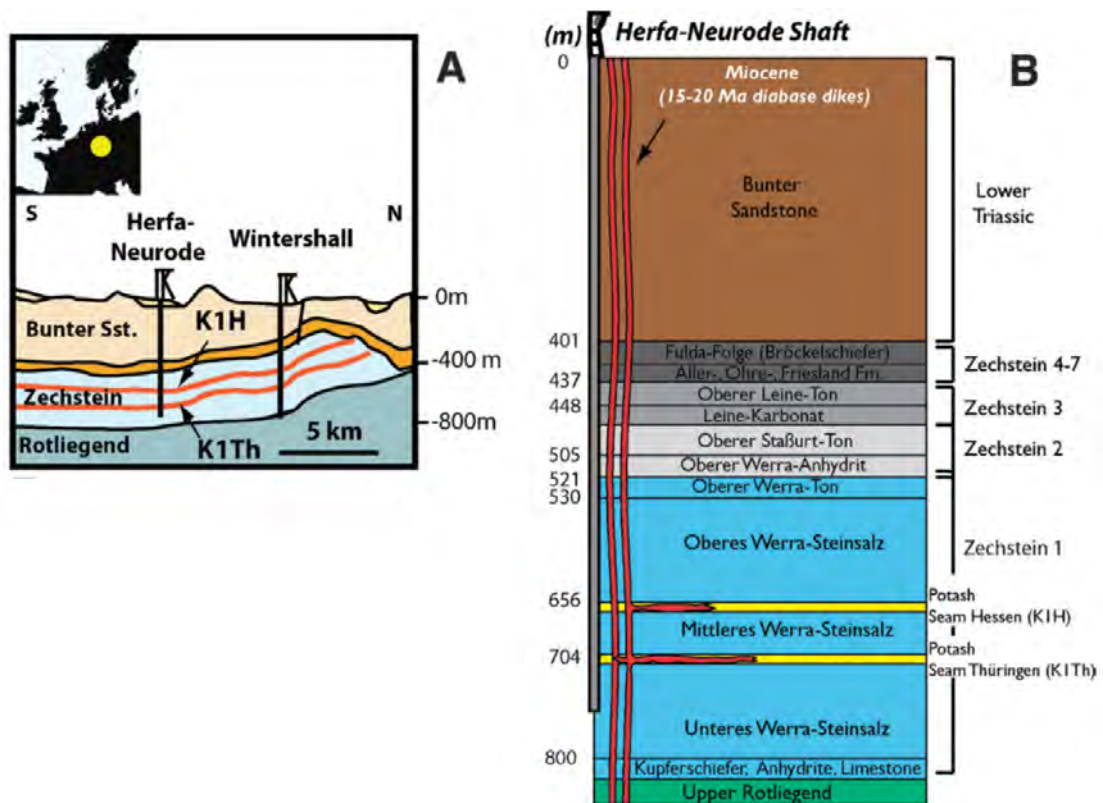 A
S
N
Herfa-
Neurode
Wintershall
0m
Bunter Sst.
K1H
-400 m
Zechstein
-800m
Rotliegend
K1Th
5 km
(m)
Herfa-Neurode Shaft
B
0
Miocene
(15-20 Ma diabase dikes)
Bunter
Sandstone
Lower
Triassic
401
Fulda-Folge (Bröckelschiefer)
Zechstein 4-7
Aller-, Ohre-, Friesland Fm.
437
Oberer Leine-Ton
448
Zechstein 3
Leine-Karbonat
Oberer Staßurt-Ton
Zechstein 2
505
Oberer Werra-Anhydrit
521
Oberer Werra-Ton
530
Oberes Werra-Steinsalz
Zechstein 1
656
Potash
Seam Hessen (K1H)
Mittleres Werra-Steinsalz
704
Potash
Seam Thüringen (K1Th)
Unteres Werra-Steinsalz
800
Kupferschiefer, Anhydrite, Limestone
Upper Rotliegend